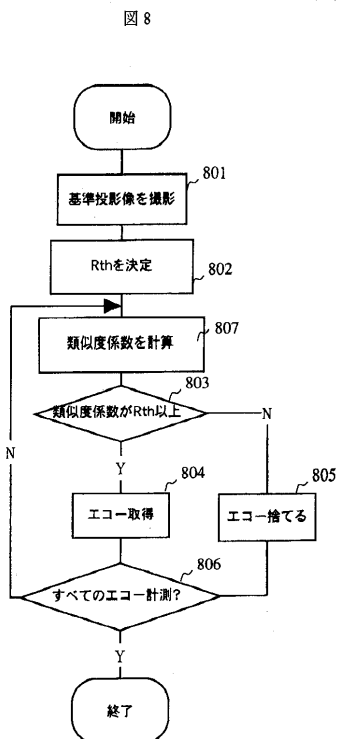 図 8
開始
801
基準投影像を撮影
Rthを決定
802
類似度係数を計算
807
803
類似度係数がRth以上
N
N
Y
804
805
エコー取得
エコー捨てる
806
すべてのエコー計測?
Y
終了